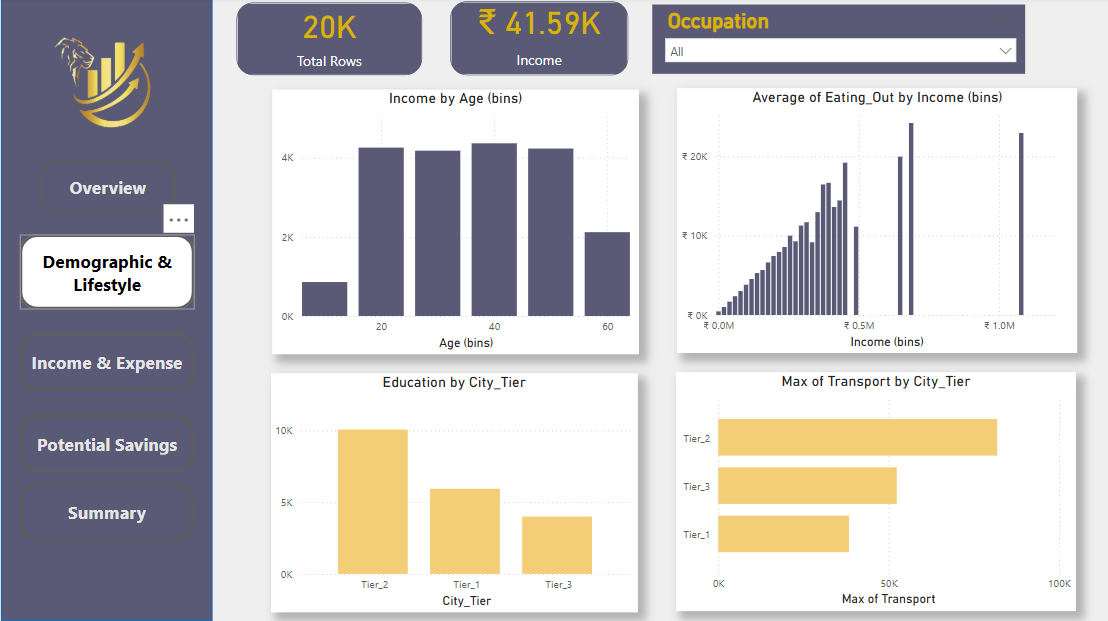 Overview
...
Demographic &
Lifestyle
Income & Expense
Potential Savings
Summary
20K
Total Rows
₹ 41.59K
Income
Occupation
All
Income by Age (bins)
4K
2K
0K
20
40
60
Age (bins)
Average of Eating_Out by Income (bins)
₹ 20K
₹ 10K
₹ 0K
₹ 0.0M
₹ 0.5M
₹ 1.0M
Income (bins)
Education by City_Tier
10K
5K
0K
Tier_2
Tier_1
Tier_3
City_Tier
Max of Transport by City_Tier
Tier_2
Tier_3
Tier_1
0K
50K
100K
Max of Transport